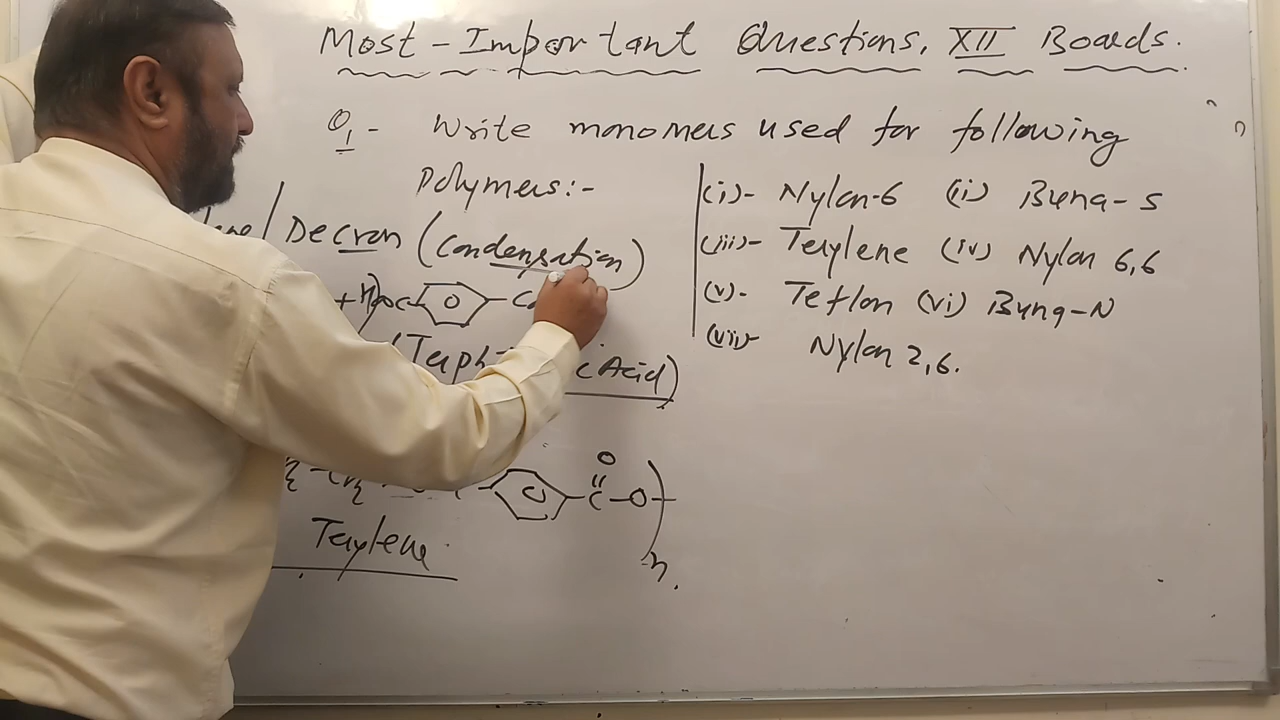 Most-Important Questions, XII Boards.
Q1- Write monomers used for following
Polymers:-
(i)- Nylon-6 (ii) Buna-S
(iii)- Terylene (iv) Nylon 6,6
(v)- Teflon (vi) Buna-N
(vii)- Nylon 2,6.
/ Decron (Condensation)
+
Acid)
O
C-O
n.
Terylene